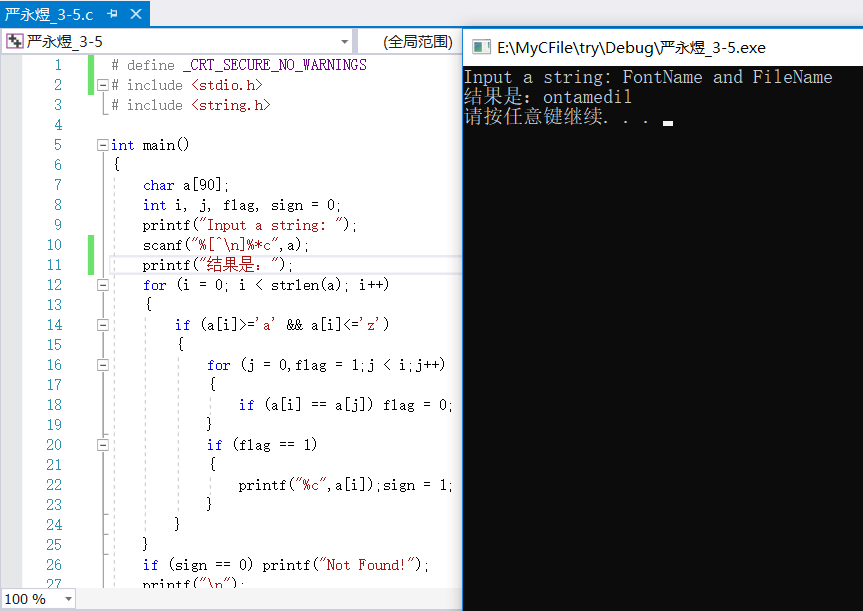 严永煜_3-5.c
严永煜_3-5
(全局范围)
1 # define _CRT_SECURE_NO_WARNINGS
2 # include <stdio.h>
3 # include <string.h>
4
5 int main()
6 {
7 char a[90];
8 int i, j, flag, sign = 0;
9 printf("Input a string: ");
10 scanf("%[^\n]%*c",a);
11 printf("结果是：");
12 for (i = 0; i < strlen(a); i++)
13 {
14 if (a[i]>='a' && a[i]<='z')
15 {
16 for (j = 0,flag = 1;j < i;j++)
17 {
18 if (a[i] == a[j]) flag = 0;
19 }
20 if (flag == 1)
21 {
22 printf("%c",a[i]);sign = 1;
23 }
24 }
25 }
26 if (sign == 0) printf("Not Found!");
27 printf("\n");
100 %
E:\MyCFile\try\Debug\严永煜_3-5.exe
Input a string: FontName and FileName
结果是：ontamedil
请按任意键继续. . .